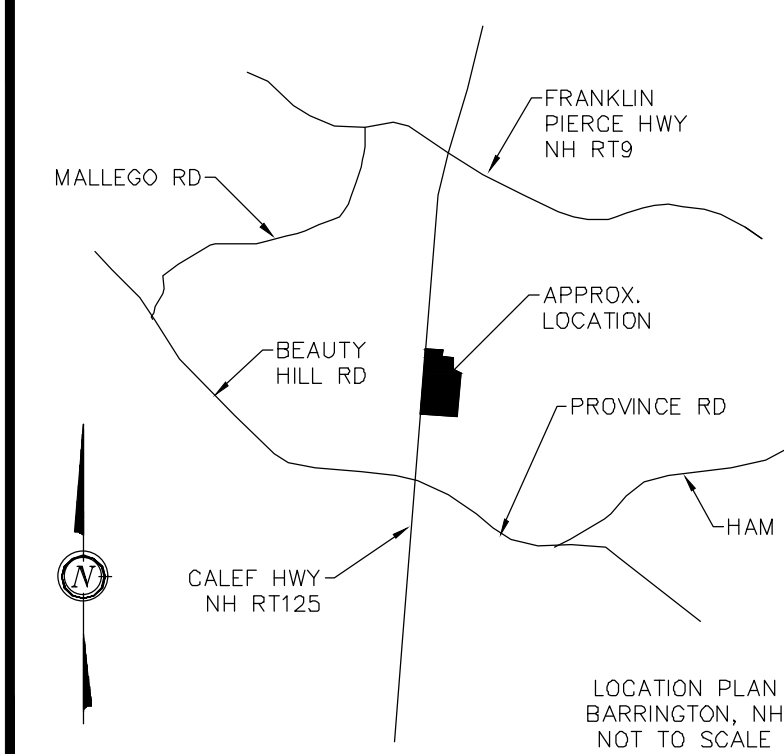 FRANKLIN
PIERCE HWY
NH RT9
MALLEGO RD
APPROX.
LOCATION
BEAUTY
HILL RD
PROVINCE RD
HAM
CALEF HWY
NH RT125
N
LOCATION PLAN
BARRINGTON, NH
NOT TO SCALE